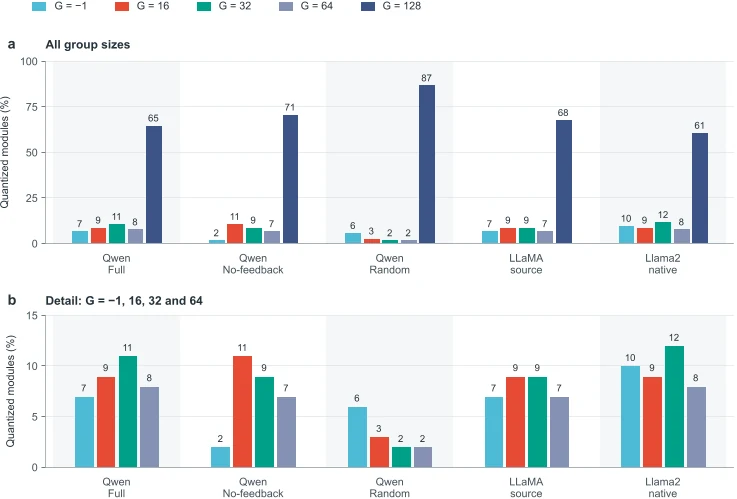 G = −1 G = 16 G = 32 G = 64 G = 128
a All group sizes
Quantized modules (%)
100
75
50
25
0
7 9 11 8 65
2 11 9 7 71
6 3 2 2 87
7 9 9 7 68
10 9 12 8 61
Qwen Qwen Qwen LLaMA Llama2
Full No-feedback Random source native
b Detail: G = −1, 16, 32 and 64
Quantized modules (%)
15
10
5
0
7 9 11 8
2 11 9 7
6 3 2 2
7 9 9 7
10 9 12 8
Qwen Qwen Qwen LLaMA Llama2
Full No-feedback Random source native